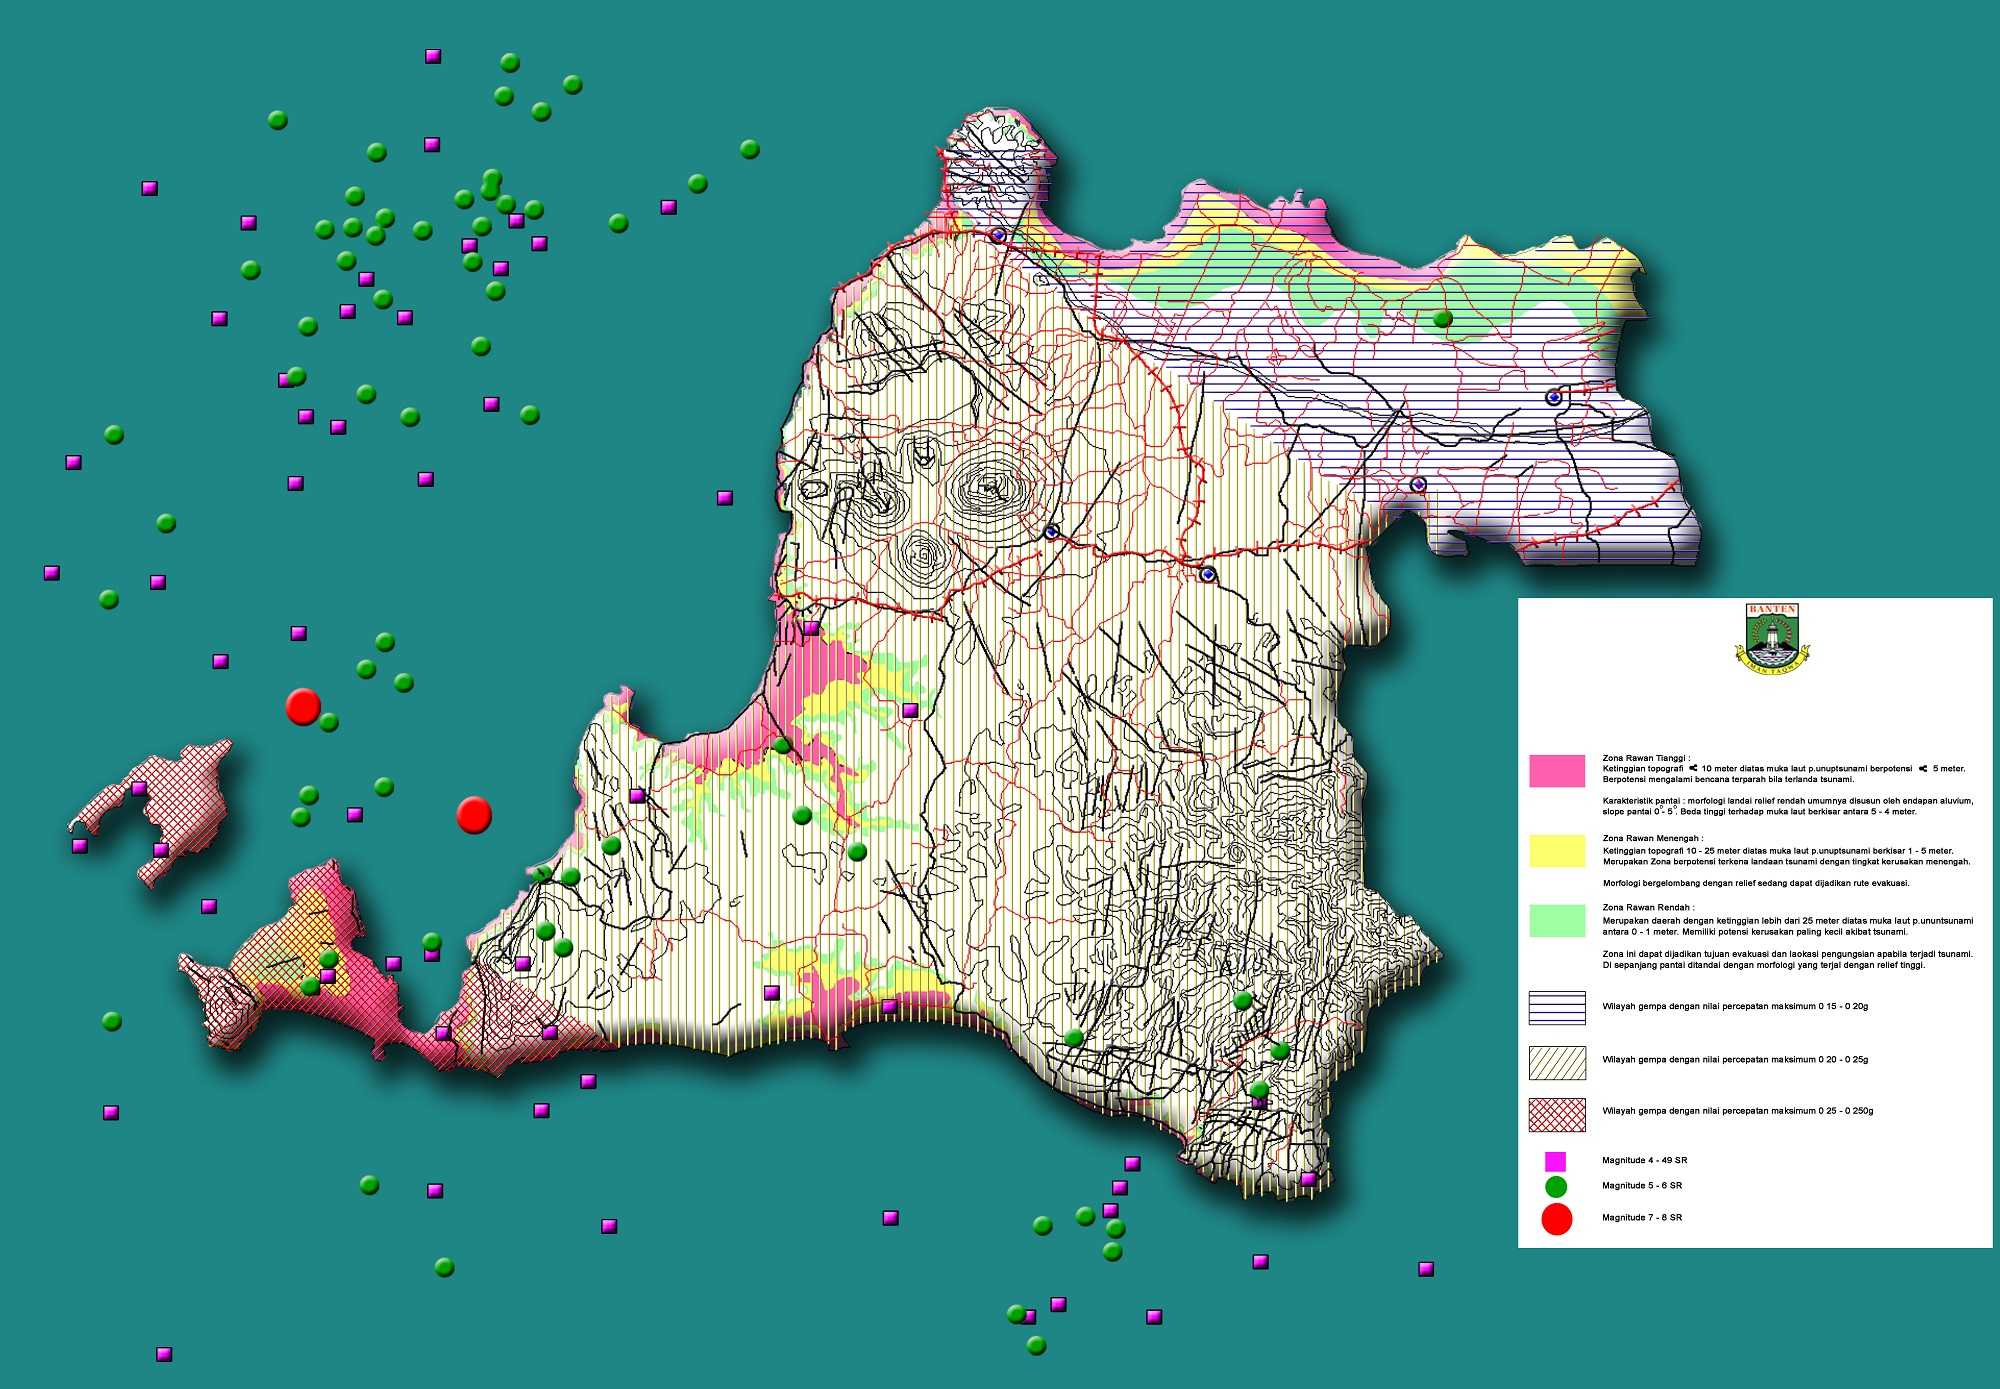 BANTEN
IMAN TAQWA
Zona Rawan Tianggi :
Ketinggian topografi < 10 meter diatas muka laut p.unuptsunami berpotensi < 5 meter.
Berpotensi mengalami bencana terparah bila terlanda tsunami.
Karakteristik pantai : morfologi landai relief rendah umumnya disusun oleh endapan aluvium,
slope pantai 0°- 5°. Beda tinggi terhadap muka laut berkisar antara 5 - 4 meter.
Zona Rawan Menengah :
Ketinggian topografi 10 - 25 meter diatas muka laut p.unuptsunami berkisar 1 - 5 meter.
Merupakan Zona berpotensi terkena landaan tsunami dengan tingkat kerusakan menengah.
Morfologi bergelombang dengan relief sedang dapat dijadikan rute evakuasi.
Zona Rawan Rendah :
Merupakan daerah dengan ketinggian lebih dari 25 meter diatas muka laut p.ununtsunami
antara 0 - 1 meter. Memiliki potensi kerusakan paling kecil akibat tsunami.
Zona ini dapat dijadikan tujuan evakuasi dan laokasi pengungsian apabila terjadi tsunami.
Di sepanjang pantai ditandai dengan morfologi yang terjal dengan relief tinggi.
Wilayah gempa dengan nilai percepatan maksimum 0 15 - 0 20g
Wilayah gempa dengan nilai percepatan maksimum 0 20 - 0 25g
Wilayah gempa dengan nilai percepatan maksimum 0 25 - 0 250g
Magnitude 4 - 49 SR
Magnitude 5 - 6 SR
Magnitude 7 - 8 SR